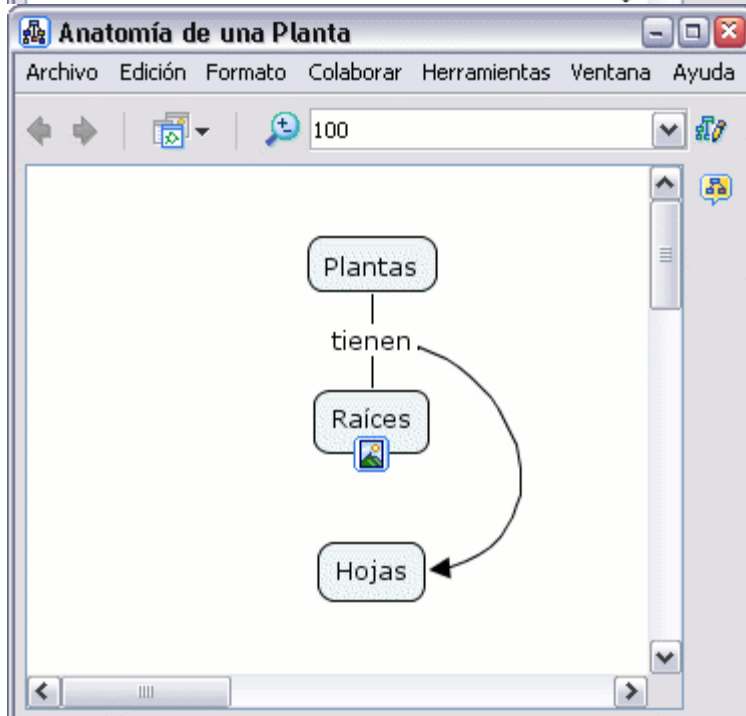 Anatomía de una Planta
Archivo Edición Formato Colaborar Herramientas Ventana Ayuda
100
Plantas
tienen
Raíces
Hojas